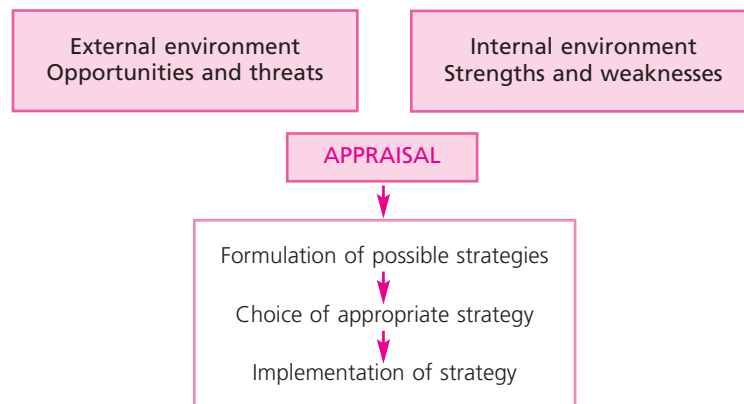 External environment
Opportunities and threats
Internal environment
Strengths and weaknesses
APPRAISAL
Formulation of possible strategies
Choice of appropriate strategy
Implementation of strategy